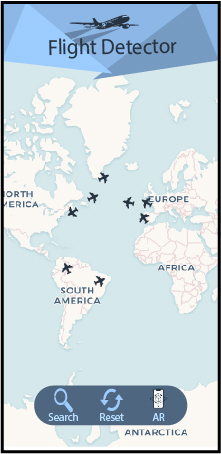 Flight Detector
NORTH
AMERICA
EUROPE
AFRICA
SOUTH
AMERICA
Search Reset AR
ANTARCTICA